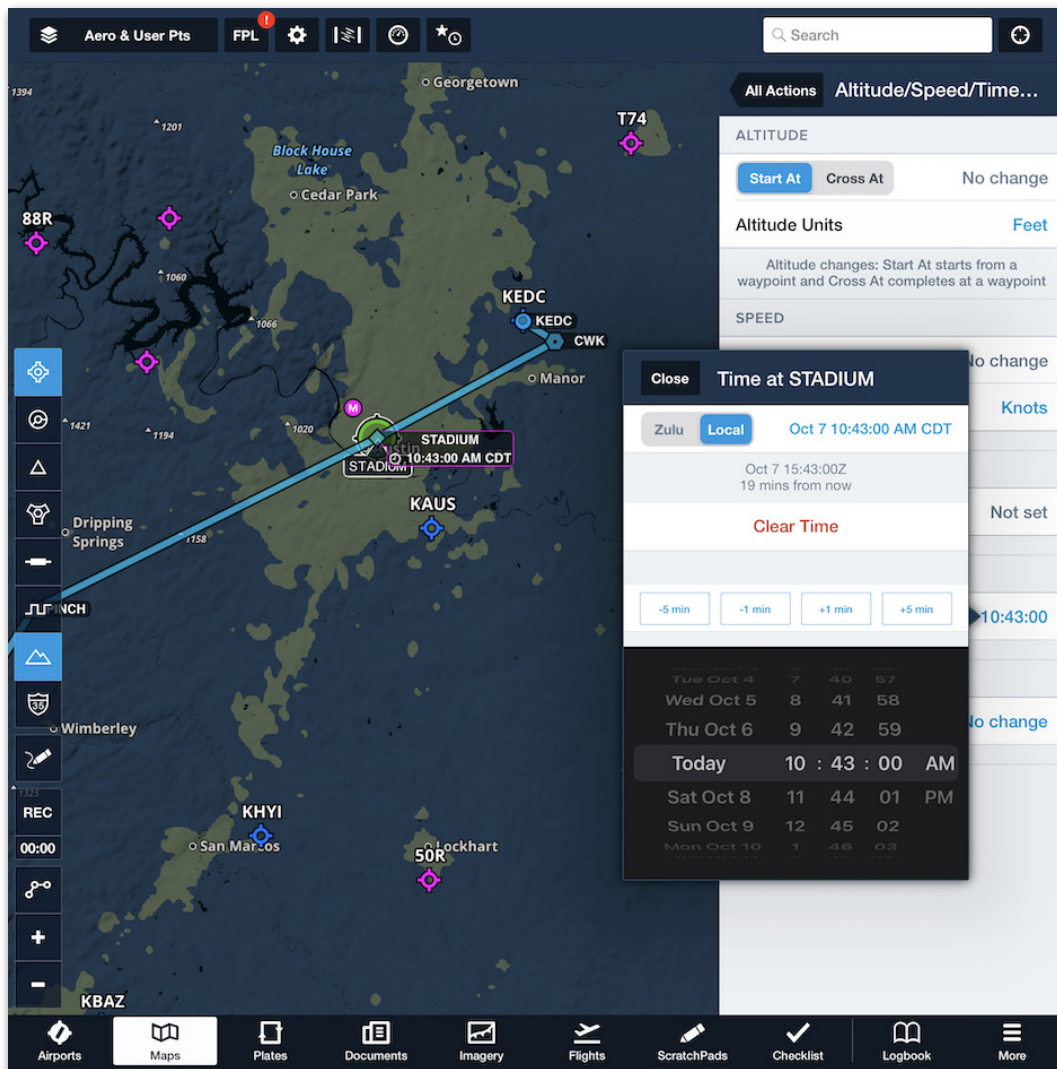 Aero & User Pts
FPL
!
Search
1394
Georgetown
T74
1201
Block House
Lake
Cedar Park
88R
1060
KEDC
KEDC
CWK
1066
Manor
1421
1194
1020
M
STADIUM
10:43:00 AM CDT
STADIUM
KAUS
Dripping
Springs
1158
INCH
35
Wimberley
1325
REC
00:00
KHYI
San Marcos
Lockhart
50R
KBAZ
All Actions
Altitude/Speed/Time...
ALTITUDE
Start At
Cross At
No change
Altitude Units
Feet
Altitude changes: Start At starts from a
waypoint and Cross At completes at a waypoint
SPEED
No change
Knots
Not set
10:43:00
No change
Close
Time at STADIUM
Zulu
Local
Oct 7 10:43:00 AM CDT
Oct 7 15:43:00Z
19 mins from now
Clear Time
-5 min
-1 min
+1 min
+5 min
Tue Oct 4 7 40 57
Wed Oct 5 8 41 58
Thu Oct 6 9 42 59
Today 10 : 43 : 00 AM
Sat Oct 8 11 44 01 PM
Sun Oct 9 12 45 02
Mon Oct 10 1 46 03
Airports
Maps
Plates
Documents
Imagery
Flights
ScratchPads
Checklist
Logbook
More